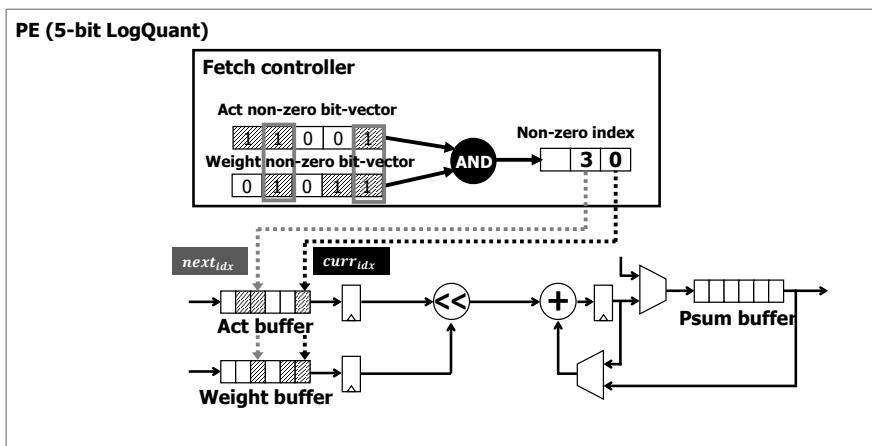 PE (5-bit LogQuant)
Fetch controller
Act non-zero bit-vector
1 1 0 0 1
Weight non-zero bit-vector
0 1 0 1 1
AND
Non-zero index
3 0
next_idx
curr_idx
Act buffer
<<
+
Psum buffer
Weight buffer